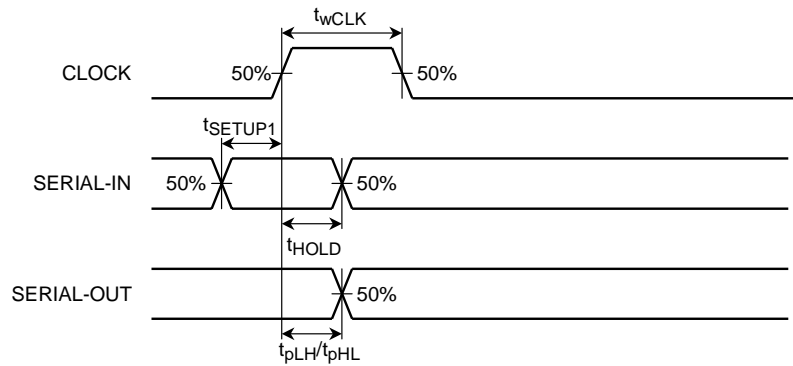 twCLK
CLOCK 50% 50%
tSETUP1
SERIAL-IN 50% 50%
tHOLD
SERIAL-OUT 50%
tpLH/tpHL